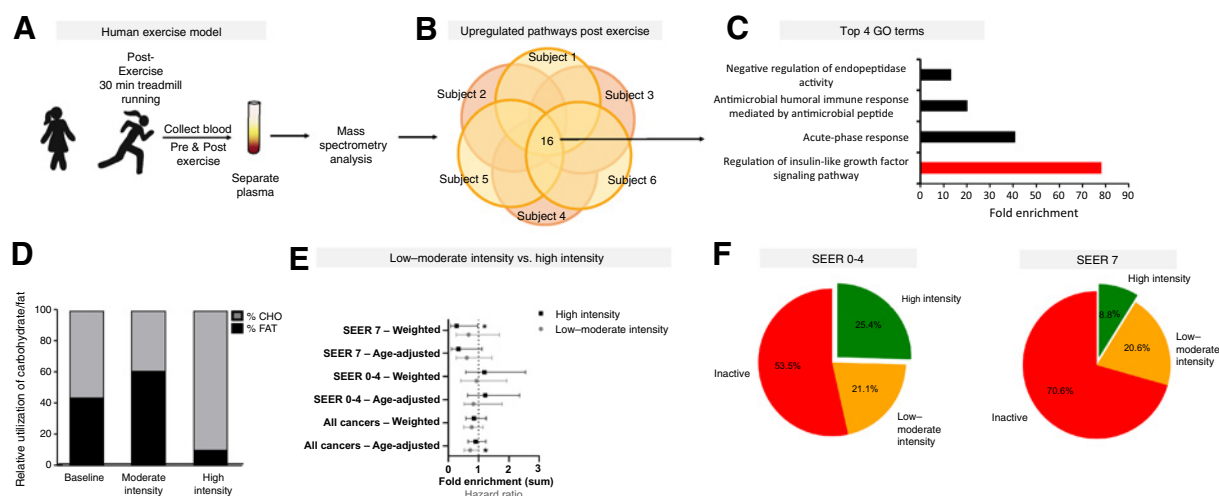 A
Human exercise model
Post-
Exercise
30 min treadmill
running
Collect blood
Pre & Post
exercise
Separate
plasma
Mass
spectrometry
analysis
B
Upregulated pathways post exercise
Subject 1
Subject 2
Subject 3
16
Subject 5
Subject 6
Subject 4
C
Top 4 GO terms
Negative regulation of endopeptidase
activity
Antimicrobial humoral immune response
mediated by antimicrobial peptide
Acute-phase response
Regulation of insulin-like growth factor
signaling pathway
0 10 20 30 40 50 60 70 80 90
Fold enrichment
D
Relative utilization of carbohydrate/fat
100
80
60
40
20
0
% CHO
% FAT
Baseline
Moderate
intensity
High
intensity
E
Low–moderate intensity vs. high intensity
High intensity
Low–moderate intensity
SEER 7 – Weighted
SEER 7 – Age-adjusted
SEER 0-4 – Weighted
SEER 0-4 – Age-adjusted
All cancers – Weighted
All cancers – Age-adjusted
0 1 2 3
Fold enrichment (sum)
Hazard ratio
F
SEER 0-4
High intensity
25.4%
53.5%
Inactive
21.1%
Low–
moderate
intensity
SEER 7
High intensity
8.8%
Low–
moderate
intensity
20.6%
70.6%
Inactive